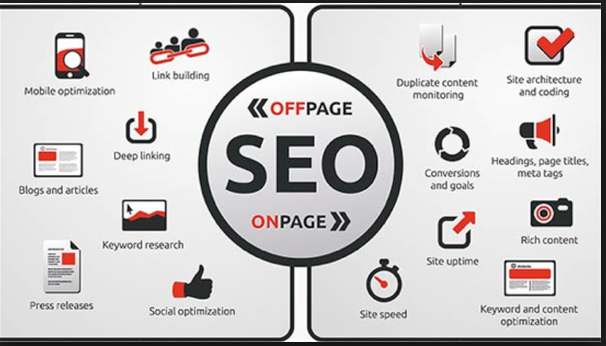 Mobile optimization
Link building
Deep linking
Blogs and articles
Keyword research
Press releases
Social optimization
OFFPAGE
SEO
ONPAGE
Duplicate content
monitoring
Site architecture
and coding
Conversions
and goals
Headings, page titles,
meta tags
Site uptime
Rich content
Site speed
Keyword and content
optimization